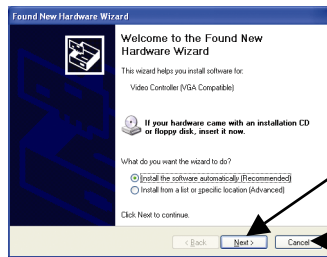 Found New Hardware Wizard
Welcome to the Found New
Hardware Wizard
This wizard helps you install software for:
Video Controller (VGA Compatible)
If your hardware came with an installation CD
or floppy disk, insert it now.
What do you want the wizard to do?
Install the software automatically (Recommended)
Install from a list or specific location (Advanced)
Click Next to continue.
< Back Next > Cancel